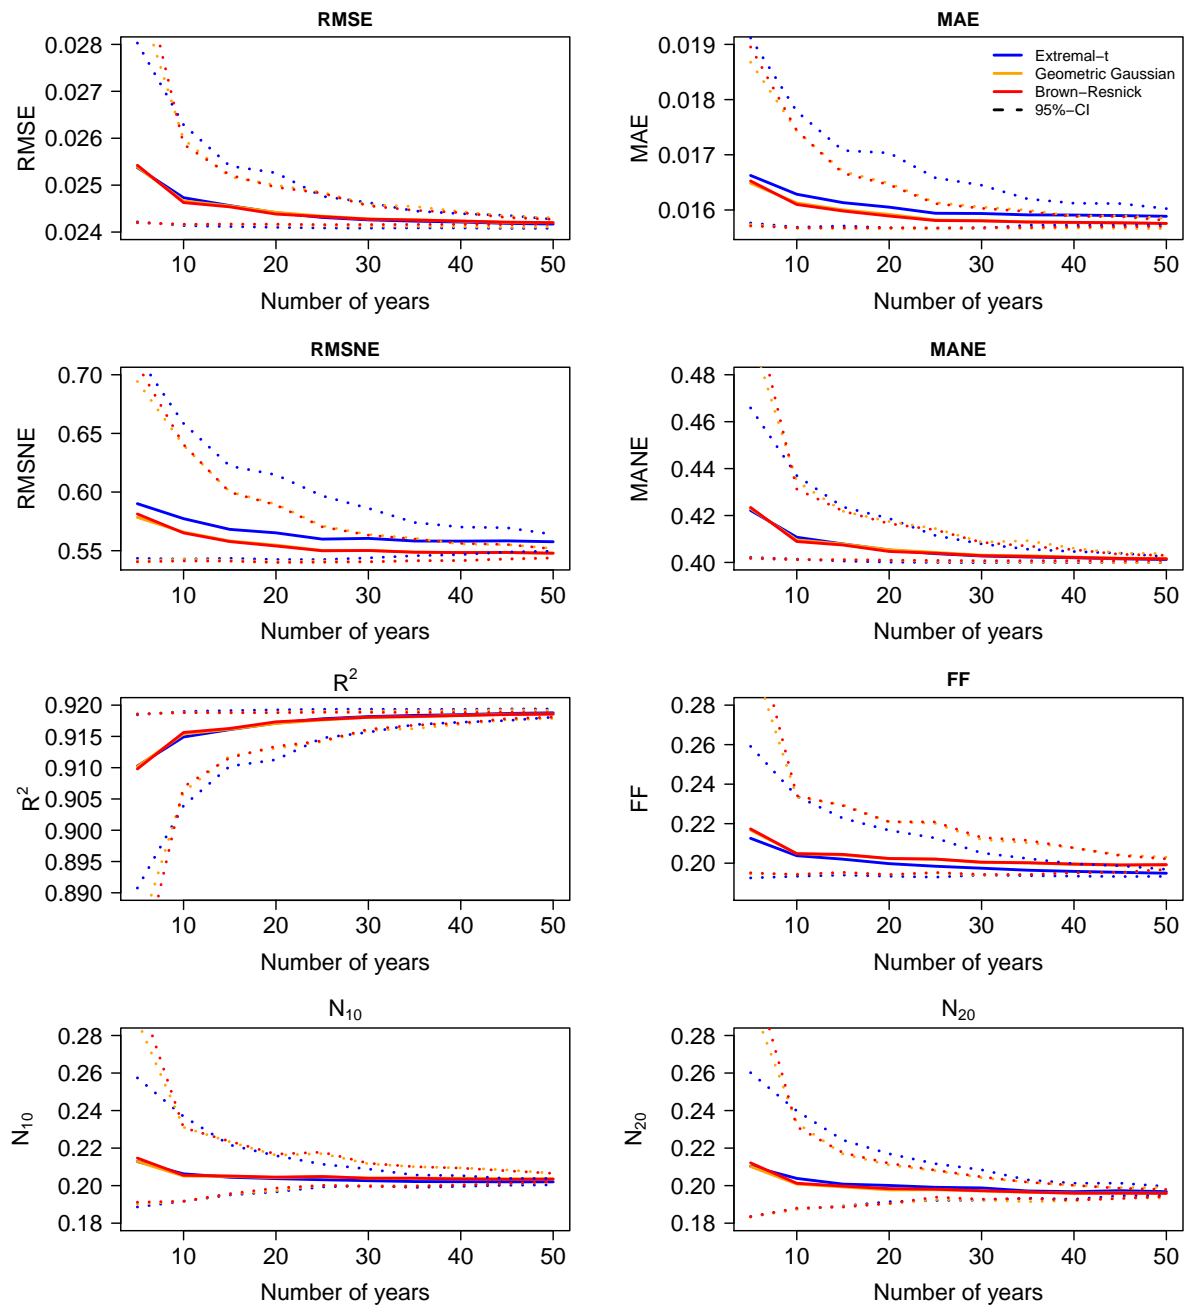 RMSE
0.028
0.027
0.026
0.025
0.024
RMSE
10 20 30 40 50
Number of years
MAE
0.019
0.018
0.016
0.016
MAE
Extremal−t
Geometric Gaussian
Brown−Resnick
95%−CI
10 20 30 40 50
Number of years
RMSNE
0.70
0.65
0.60
0.55
RMSNE
10 20 30 40 50
Number of years
MANE
0.48
0.46
0.44
0.42
0.40
MANE
10 20 30 40 50
Number of years
R²
0.920
0.915
0.910
0.905
0.900
0.895
0.890
R²
10 20 30 40 50
Number of years
FF
0.28
0.26
0.24
0.22
0.20
FF
10 20 30 40 50
Number of years
N₁₀
0.28
0.26
0.24
0.22
0.20
0.18
N₁₀
10 20 30 40 50
Number of years
N₂₀
0.28
0.26
0.24
0.22
0.20
0.18
N₂₀
10 20 30 40 50
Number of years